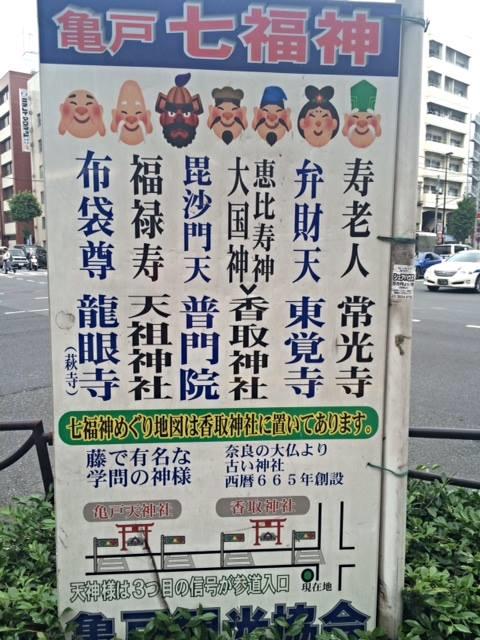 亀戸七福神
寿老人 常光寺
弁財天 東覚寺
恵比寿神
大国神
香取神社
毘沙門天 普門院
福禄寿 天祖神社
布袋尊 龍眼寺
(萩寺)
七福神めぐり地図は香取神社に置いてあります。
藤で有名な
学問の神様
奈良の大仏より
古い神社
西暦665年創設
亀戸天神社
香取神社
天神様は3つ目の信号が参道入口
現在地
亀戸観光協会